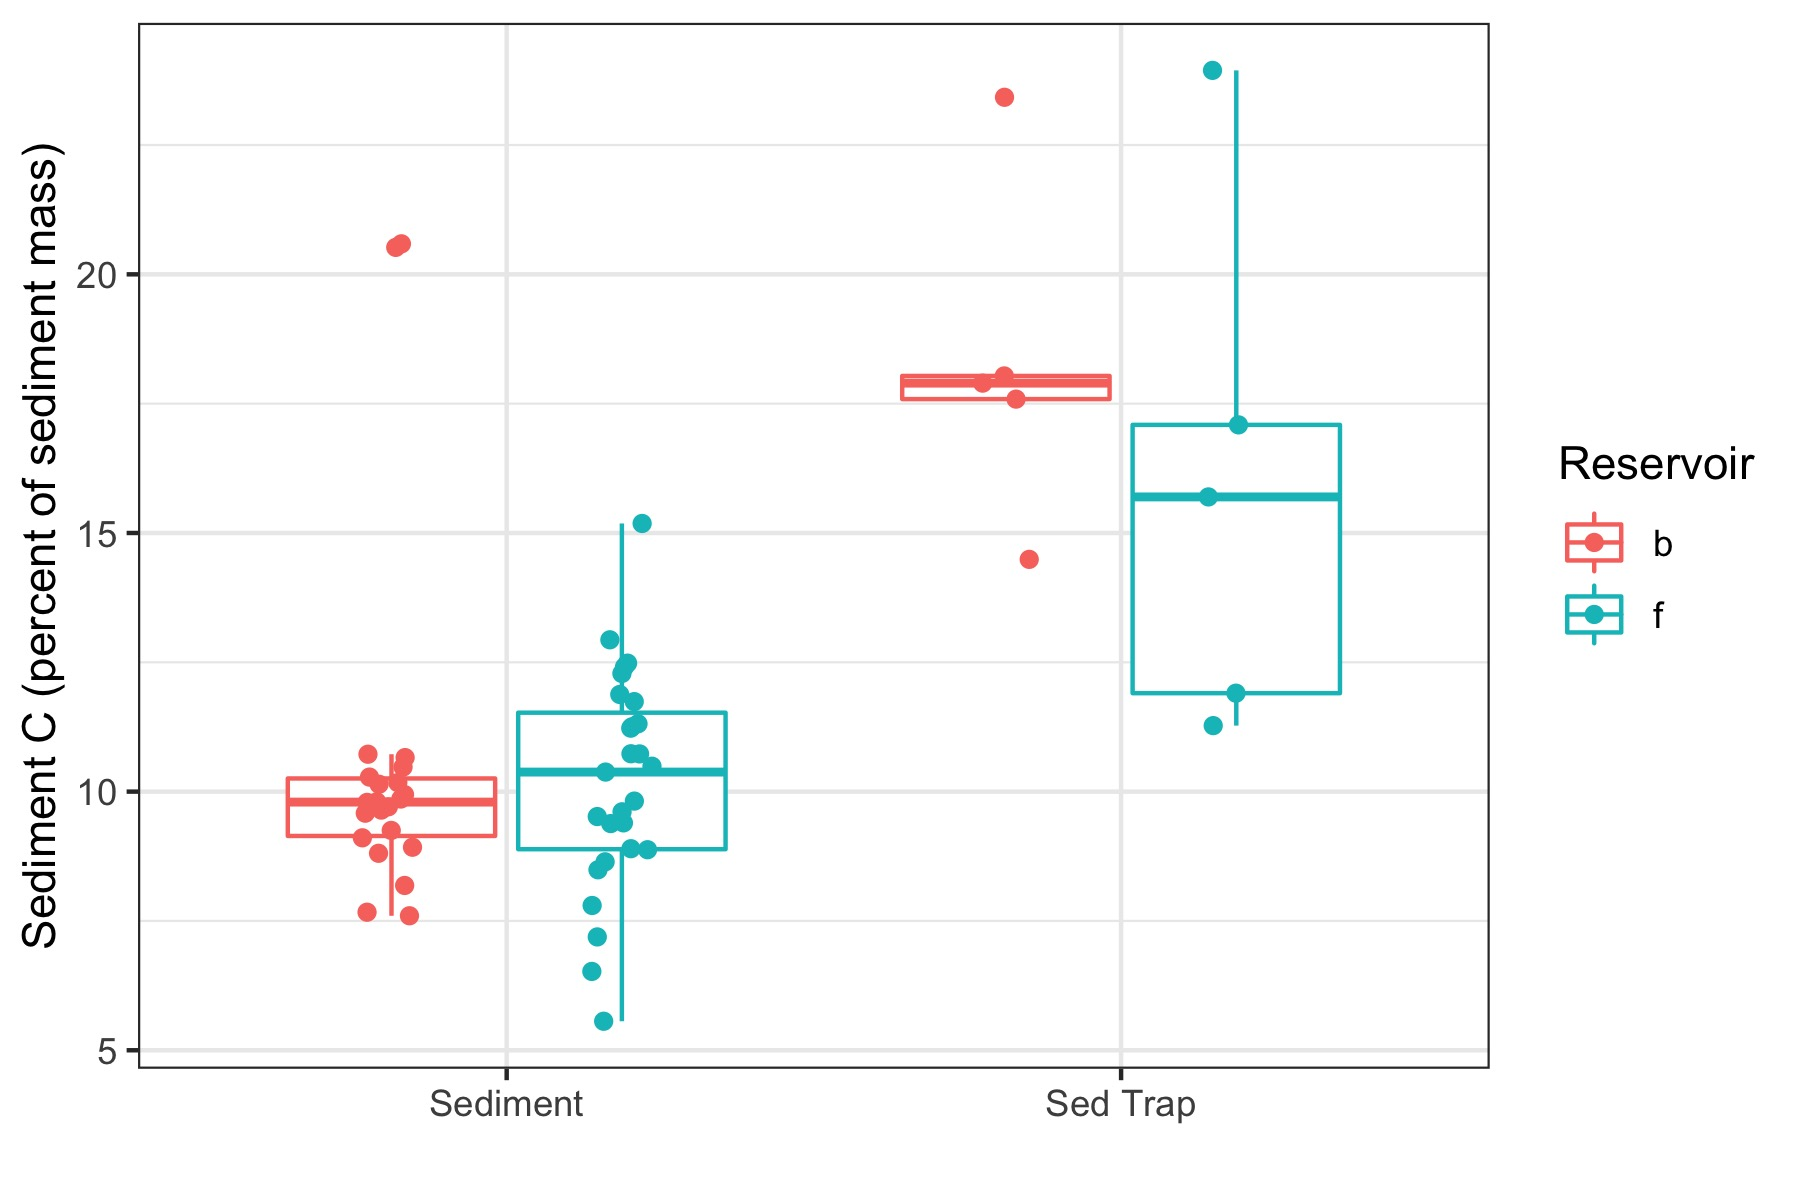 Sediment C (percent of sediment mass)
20
15
10
5
Sediment
Sed Trap
Reservoir
b
f